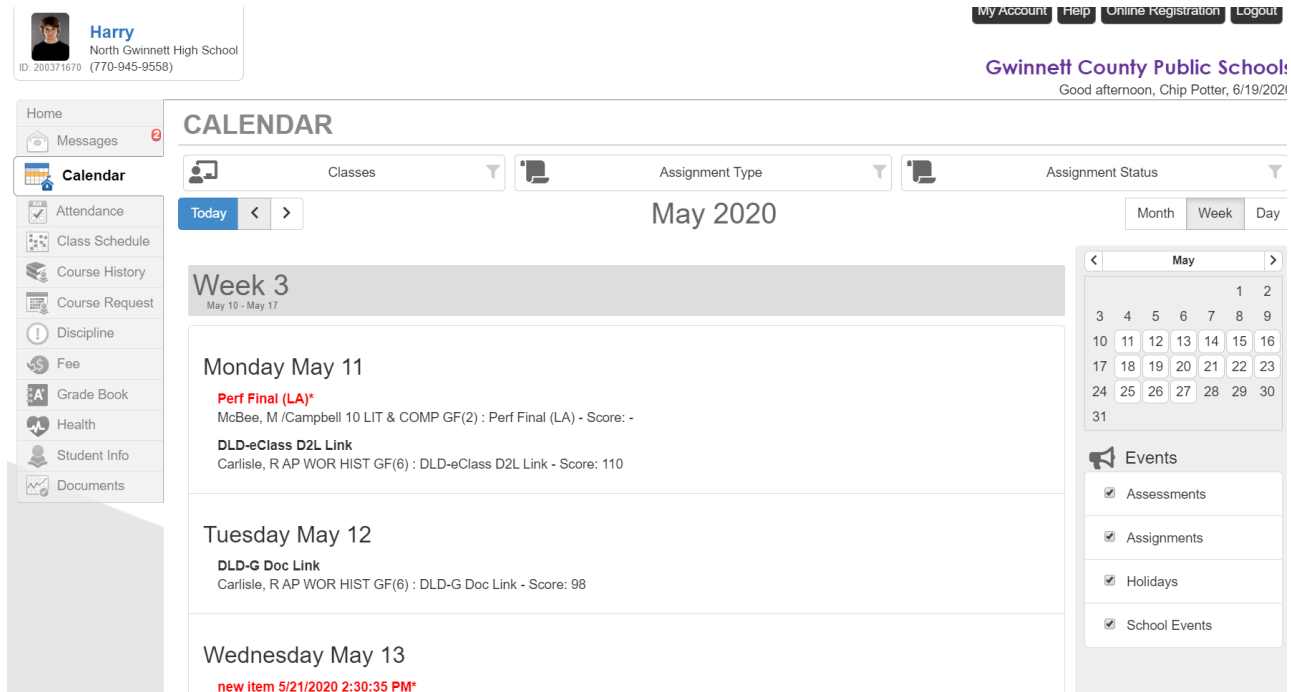 My Account Help Online Registration Logout
Harry
North Gwinnett High School
ID: 200371670 (770-945-9558)
Gwinnett County Public Schools
Good afternoon, Chip Potter, 6/19/2020
Home
Messages 2
Calendar
Attendance
Class Schedule
Course History
Course Request
Discipline
Fee
Grade Book
Health
Student Info
Documents
CALENDAR
Classes Assignment Type Assignment Status
Today < > May 2020 Month Week Day
Week 3
May 10 - May 17
Monday May 11
Perf Final (LA)*
McBee, M /Campbell 10 LIT & COMP GF(2) : Perf Final (LA) - Score: -
DLD-eClass D2L Link
Carlisle, R AP WOR HIST GF(6) : DLD-eClass D2L Link - Score: 110
Tuesday May 12
DLD-G Doc Link
Carlisle, R AP WOR HIST GF(6) : DLD-G Doc Link - Score: 98
Wednesday May 13
new item 5/21/2020 2:30:35 PM*
< May >
1 2
3 4 5 6 7 8 9
10 11 12 13 14 15 16
17 18 19 20 21 22 23
24 25 26 27 28 29 30
31
Events
Assessments
Assignments
Holidays
School Events